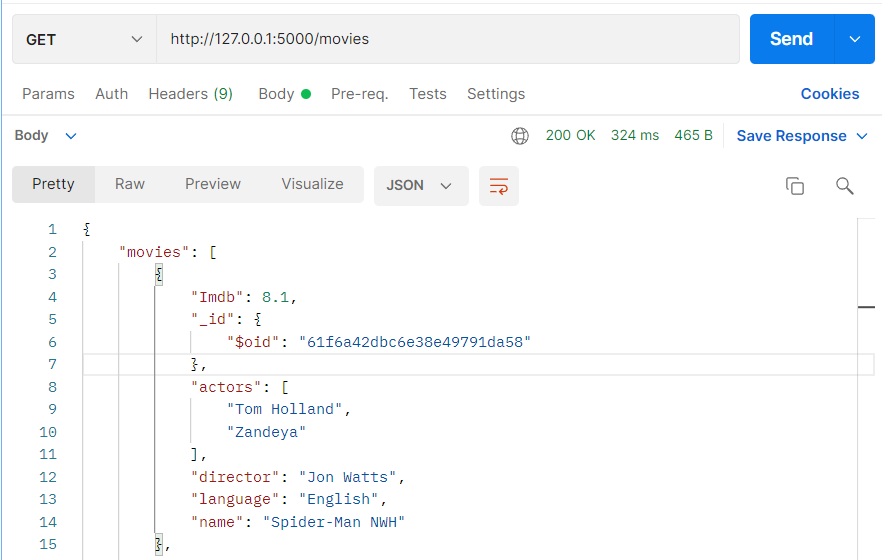 GET http://127.0.0.1:5000/movies Send
Params Auth Headers (9) Body Pre-req. Tests Settings Cookies
Body 200 OK 324 ms 465 B Save Response
Pretty Raw Preview Visualize JSON
1 {
2 "movies": [
3 {
4 "Imdb": 8.1,
5 "_id": {
6 "$oid": "61f6a42dbc6e38e49791da58"
7 },
8 "actors": [
9 "Tom Holland",
10 "Zandeya"
11 ],
12 "director": "Jon Watts",
13 "language": "English",
14 "name": "Spider-Man NWH"
15 },